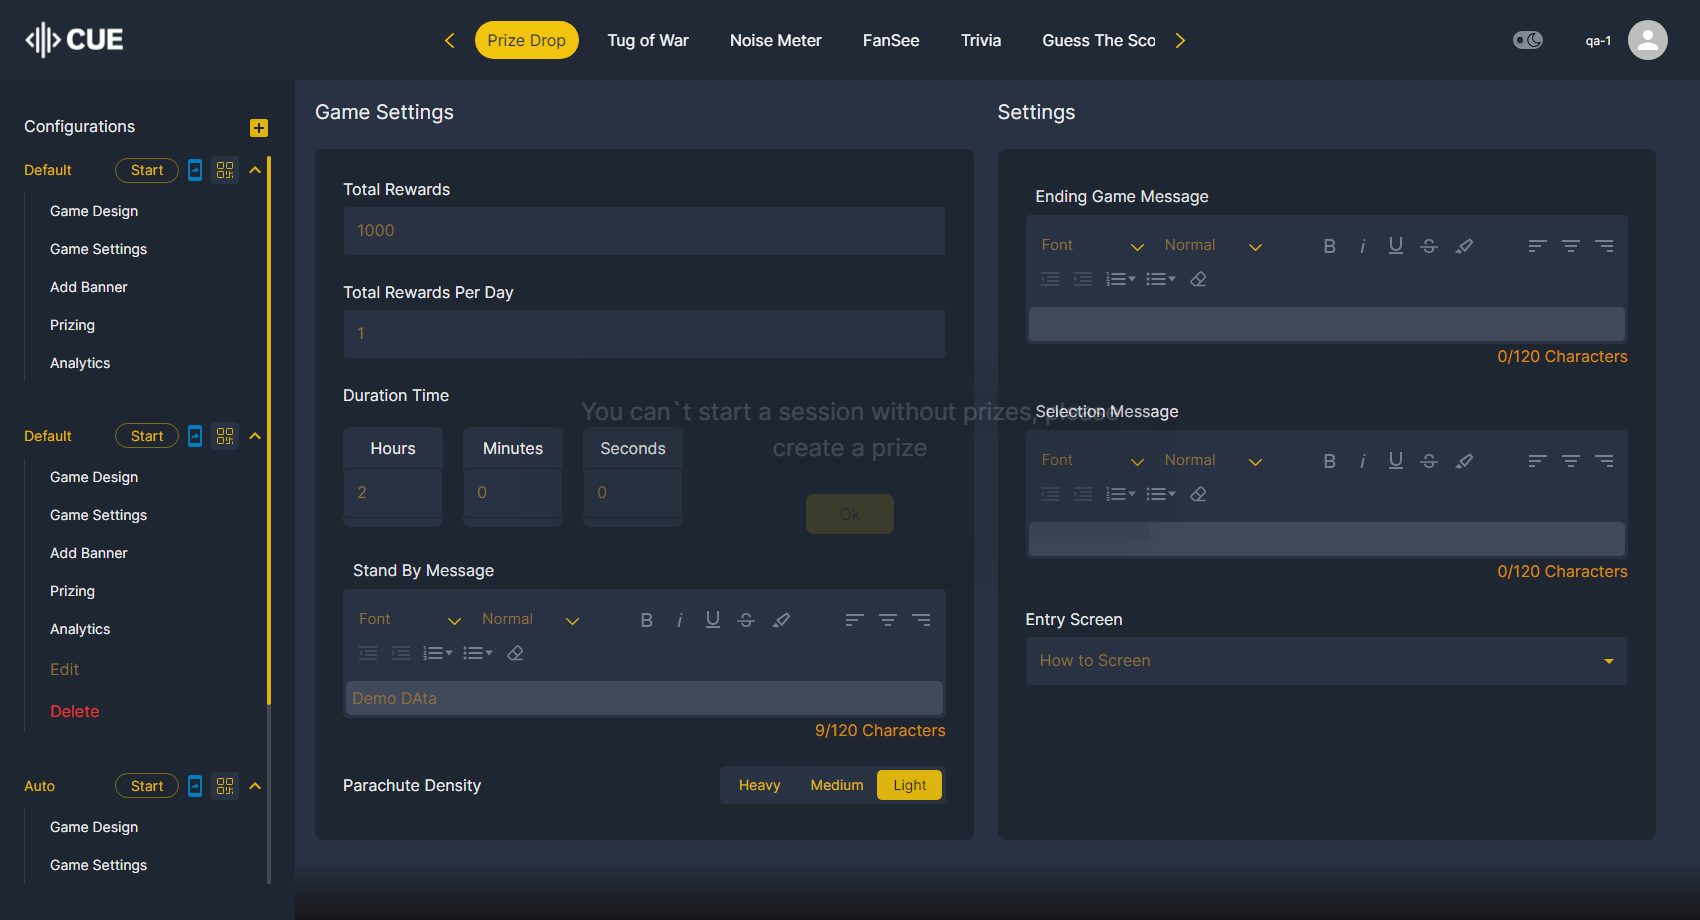 CUE
Prize Drop
Tug of War
Noise Meter
FanSee
Trivia
Guess The Sco
qa-1
Configurations
Default
Start
Game Design
Game Settings
Add Banner
Prizing
Analytics
Default
Start
Game Design
Game Settings
Add Banner
Prizing
Analytics
Edit
Delete
Auto
Start
Game Design
Game Settings
Game Settings
Total Rewards
1000
Total Rewards Per Day
1
Duration Time
Hours
Minutes
Seconds
2
0
0
You can`t start a session without prizes, please
create a prize
Ok
Stand By Message
Font
Normal
B
i
U
S
Demo DAta
9/120 Characters
Parachute Density
Heavy
Medium
Light
Settings
Ending Game Message
Font
Normal
B
i
U
S
0/120 Characters
Selection Message
Font
Normal
B
i
U
S
0/120 Characters
Entry Screen
How to Screen